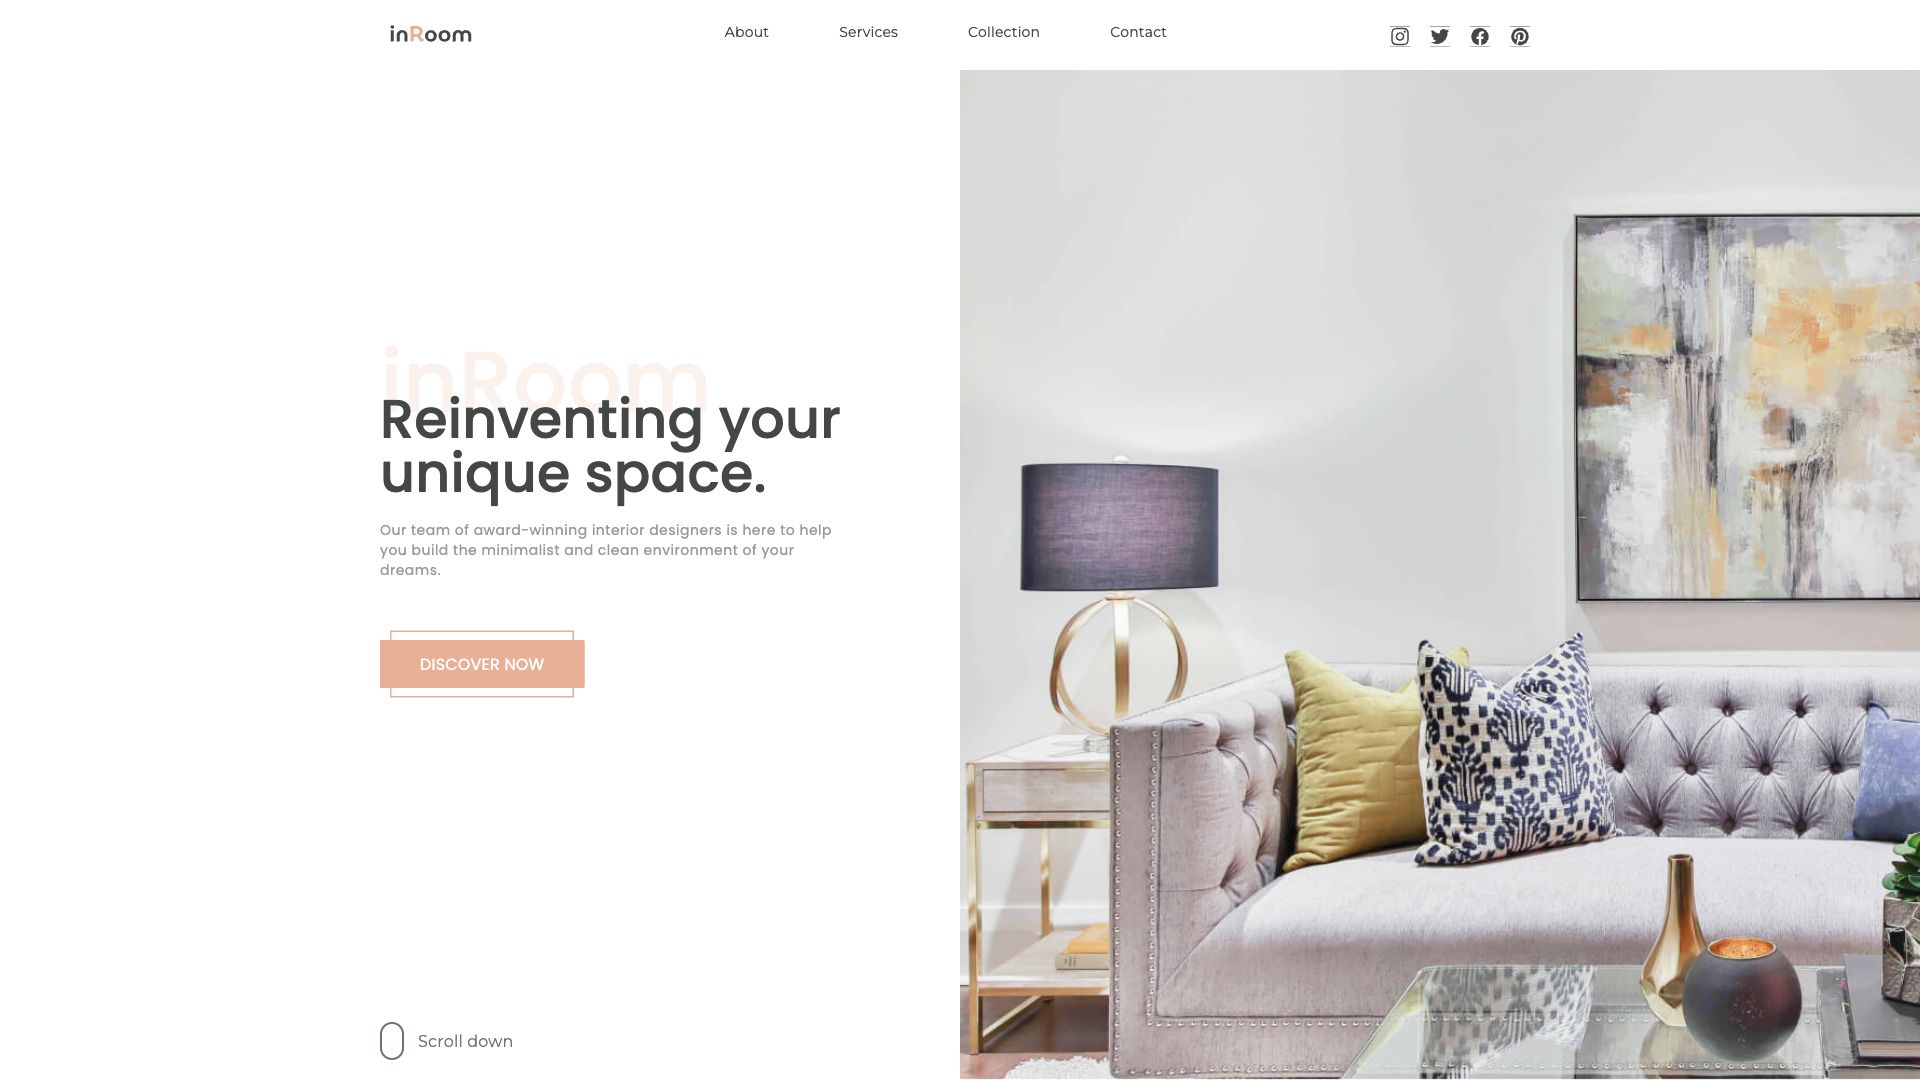 inRoom
About
Services
Collection
Contact
inRoom
Reinventing your
unique space.
Our team of award-winning interior designers is here to help
you build the minimalist and clean environment of your
dreams.
DISCOVER NOW
Scroll down